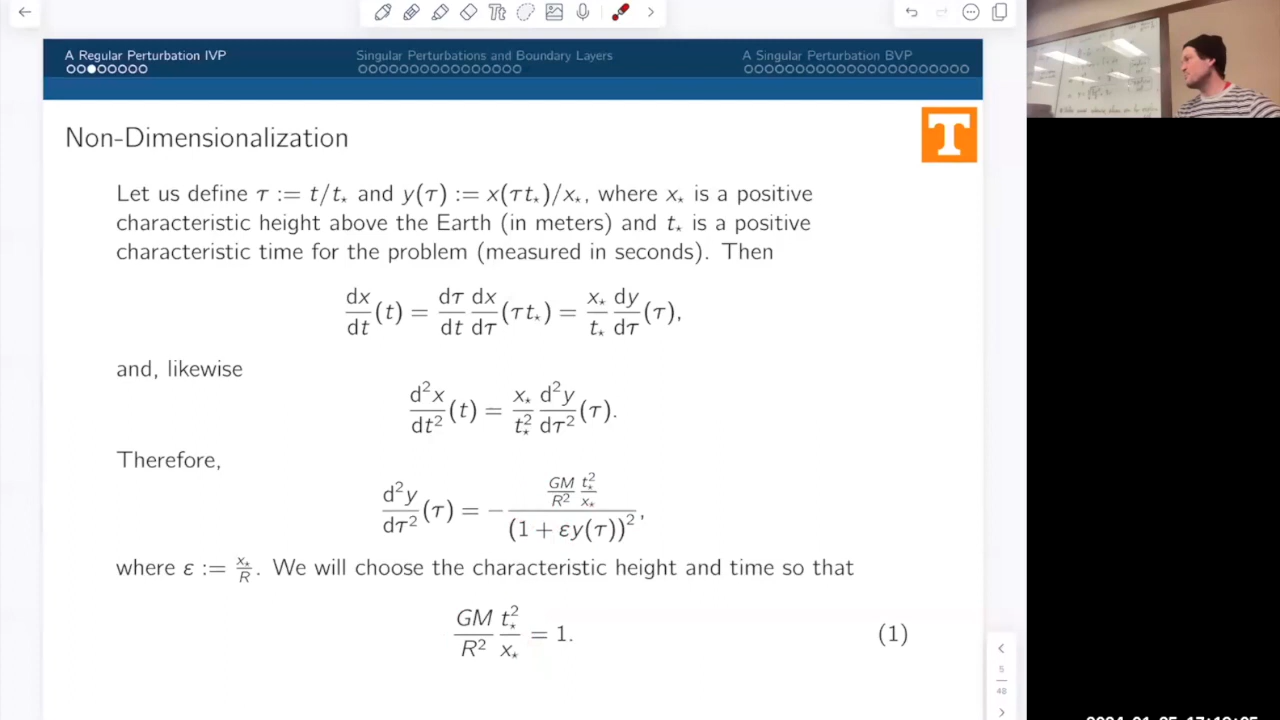 A Regular Perturbation IVP
Singular Perturbations and Boundary Layers
A Singular Perturbation BVP
Non-Dimensionalization
T
Let us define τ := t/t⋆ and y(τ) := x(τt⋆)/x⋆, where x⋆ is a positive
characteristic height above the Earth (in meters) and t⋆ is a positive
characteristic time for the problem (measured in seconds). Then
dx/dt (t) = dτ/dt dx/dτ (τt⋆) = x⋆/t⋆ dy/dτ (τ),
and, likewise
d²x/dt² (t) = x⋆/t⋆² d²y/dτ² (τ).
Therefore,
d²y/dτ² (τ) = − (GM/R² t⋆²/x⋆)/(1 + εy(τ))²,
where ε := x⋆/R. We will choose the characteristic height and time so that
GM/R² t⋆²/x⋆ = 1. (1)
5
48